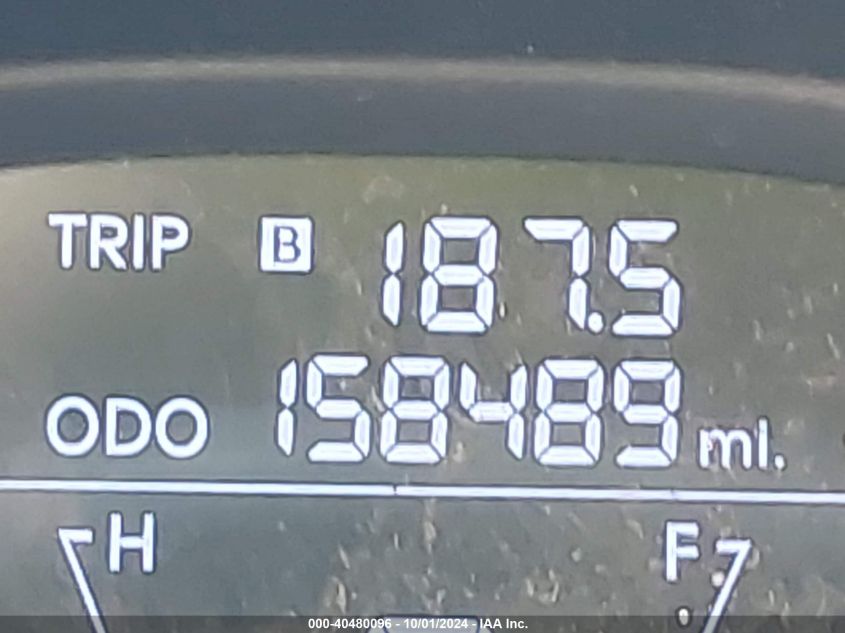 TRIP B 187.5
ODO 158489 mi.
H F
000-40480096 - 10/01/2024 - IAA Inc.